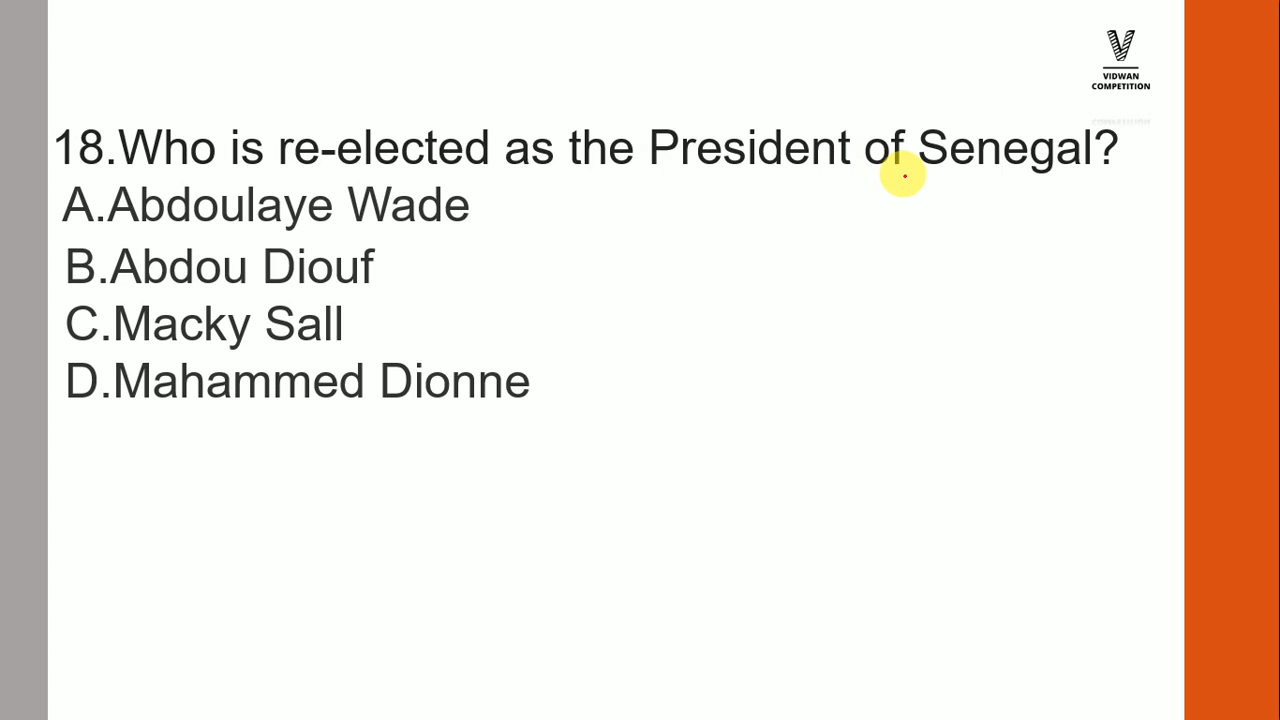 V
VIDWAN
COMPETITION
18.Who is re-elected as the President of Senegal?
A.Abdoulaye Wade
B.Abdou Diouf
C.Macky Sall
D.Mahammed Dionne